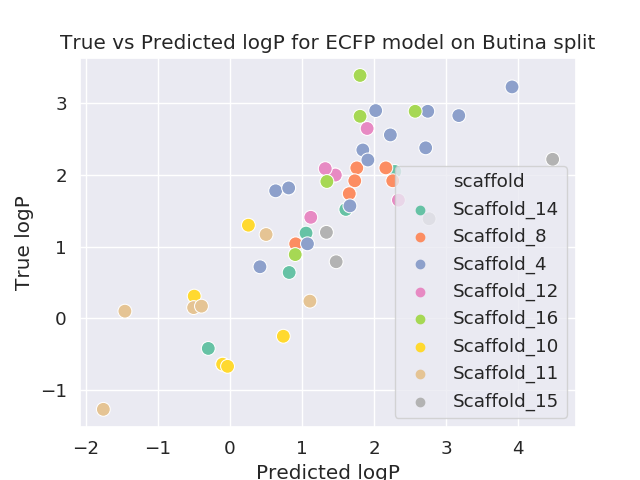 True vs Predicted logP for ECFP model on Butina split
True logP
3
2
1
0
−1
−2
−1
0
1
2
3
4
Predicted logP
scaffold
Scaffold_14
Scaffold_8
Scaffold_4
Scaffold_12
Scaffold_16
Scaffold_10
Scaffold_11
Scaffold_15